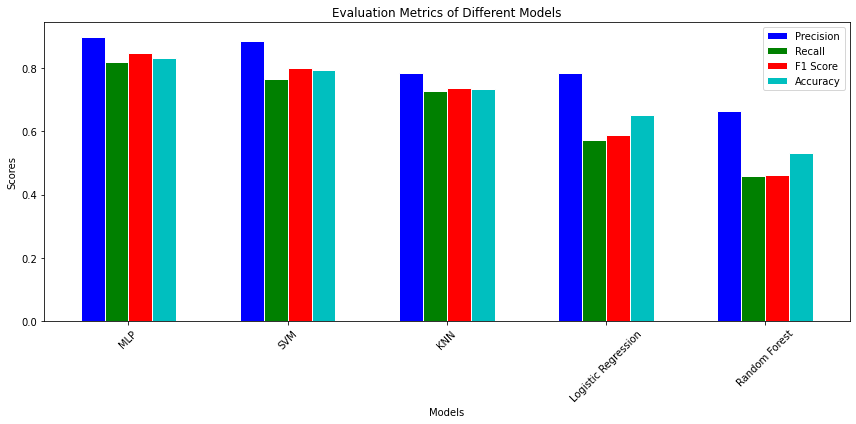 Evaluation Metrics of Different Models
Precision
Recall
F1 Score
Accuracy
Scores
0.8
0.6
0.4
0.2
0.0
MLP
SVM
KNN
Logistic Regression
Random Forest
Models